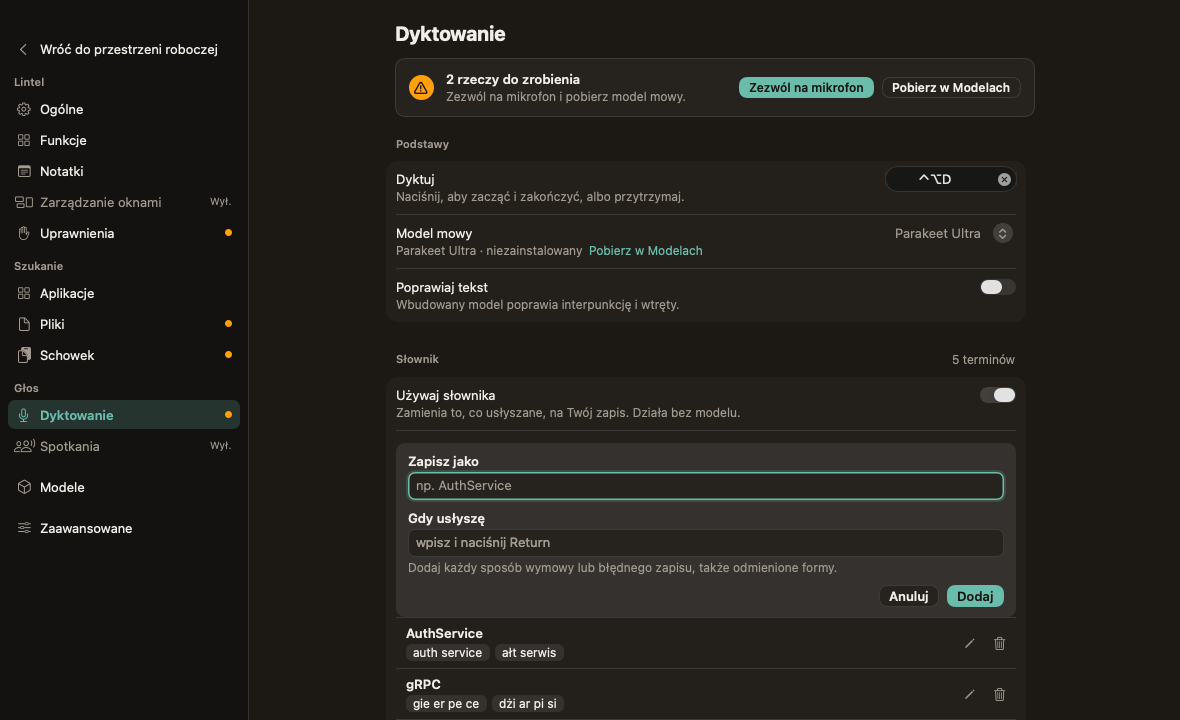 Wróć do przestrzeni roboczej
Lintel
Ogólne
Funkcje
Notatki
Zarządzanie oknami Wył.
Uprawnienia
Szukanie
Aplikacje
Pliki
Schowek
Głos
Dyktowanie
Spotkania Wył.
Modele
Zaawansowane
Dyktowanie
2 rzeczy do zrobienia
Zezwól na mikrofon i pobierz model mowy.
Zezwól na mikrofon Pobierz w Modelach
Podstawy
Dyktuj ^⌥D
Naciśnij, aby zacząć i zakończyć, albo przytrzymaj.
Model mowy Parakeet Ultra
Parakeet Ultra · niezainstalowany Pobierz w Modelach
Poprawiaj tekst
Wbudowany model poprawia interpunkcję i wtręty.
Słownik 5 terminów
Używaj słownika
Zamienia to, co usłyszane, na Twój zapis. Działa bez modelu.
Zapisz jako
np. AuthService
Gdy usłyszę
wpisz i naciśnij Return
Dodaj każdy sposób wymowy lub błędnego zapisu, także odmienione formy.
Anuluj Dodaj
AuthService
auth service ałt serwis
gRPC
gie er pe ce dżi ar pi si